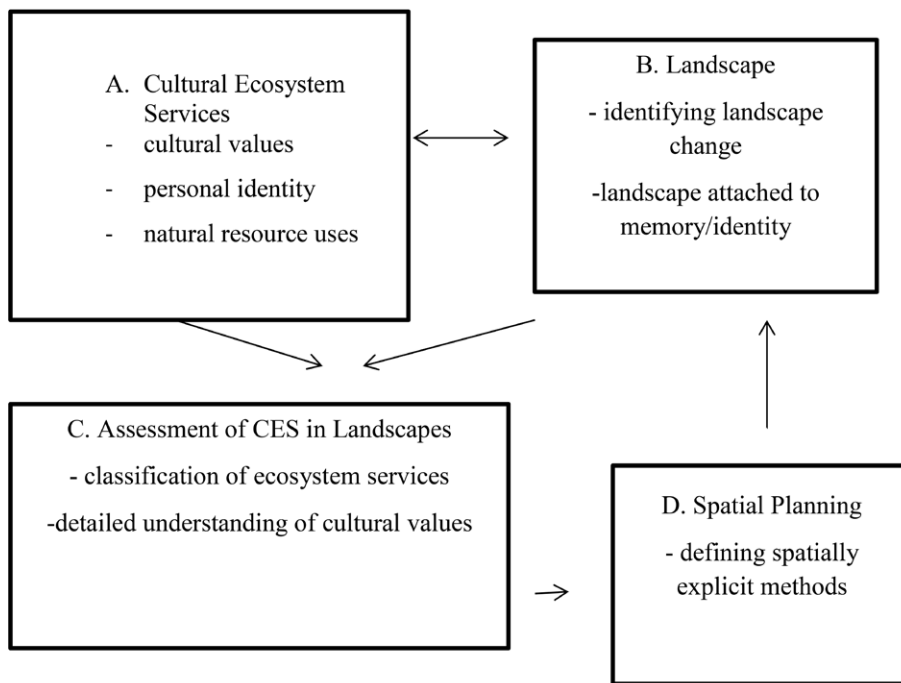 A. Cultural Ecosystem
Services
- cultural values
- personal identity
- natural resource uses
B. Landscape
- identifying landscape
change
-landscape attached to
memory/identity
C. Assessment of CES in Landscapes
- classification of ecosystem services
-detailed understanding of cultural values
D. Spatial Planning
- defining spatially
explicit methods